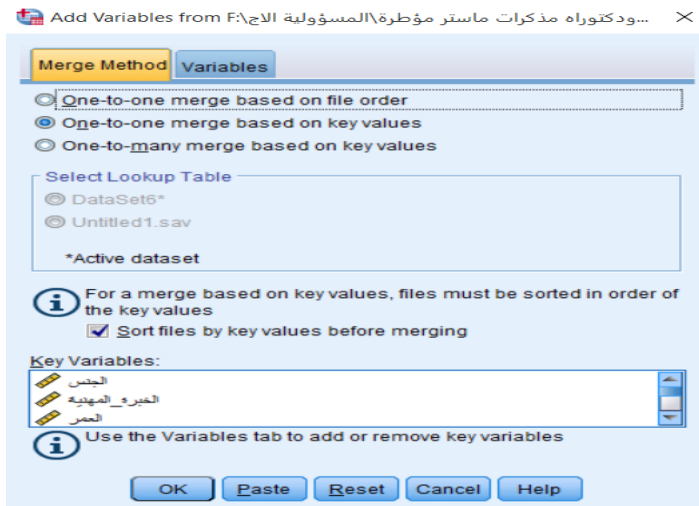 Add Variables from F:\ودكتوراه مذكرات ماستر مؤطرة\المسؤولية الاج...
Merge Method
Variables
One-to-one merge based on file order
One-to-one merge based on key values
One-to-many merge based on key values
Select Lookup Table
DataSet6*
Untitled1.sav
*Active dataset
For a merge based on key values, files must be sorted in order of
the key values
Sort files by key values before merging
Key Variables:
الجنس
الخبرة_المهنية
العمر
Use the Variables tab to add or remove key variables
OK Paste Reset Cancel Help